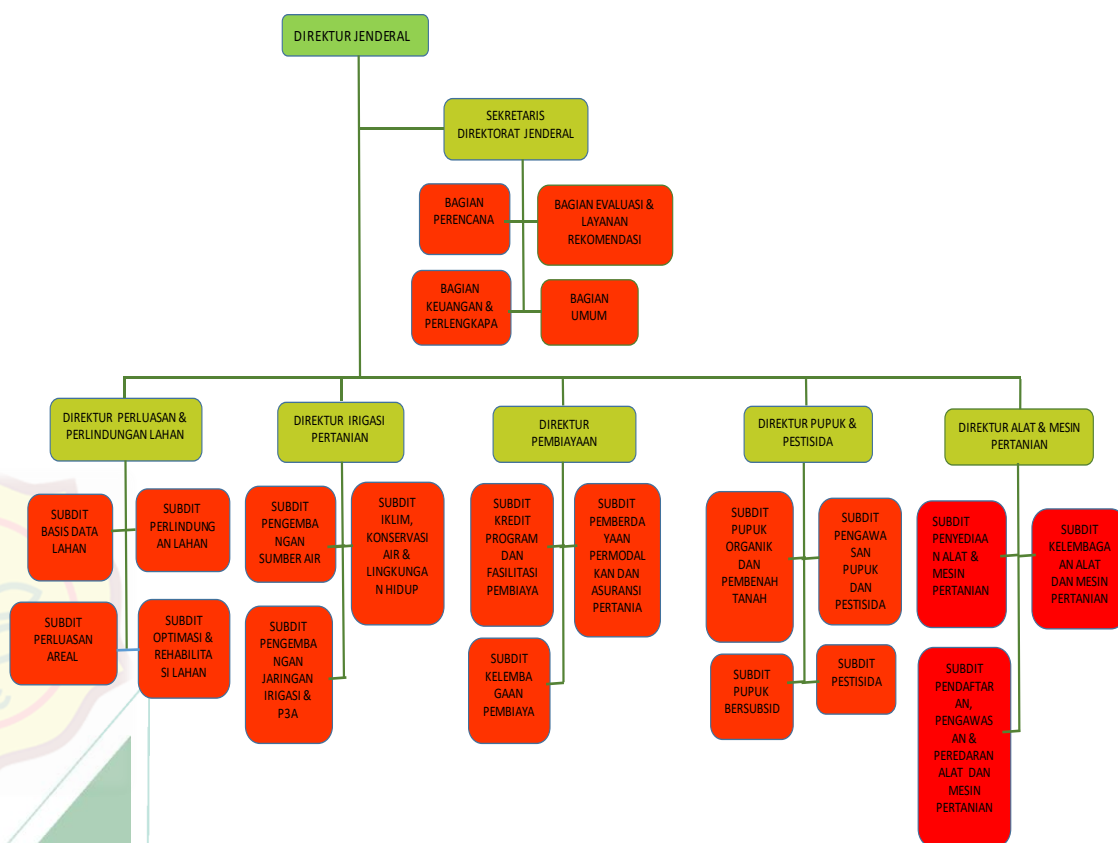 DIREKTUR JENDERAL
SEKRETARIS
DIREKTORAT JENDERAL
BAGIAN
PERENCANA
BAGIAN EVALUASI &
LAYANAN
REKOMENDASI
BAGIAN
KEUANGAN &
PERLENGKAPA
BAGIAN
UMUM
DIREKTUR PERLUASAN &
PERLINDUNGAN LAHAN
DIREKTUR IRIGASI
PERTANIAN
DIREKTUR
PEMBIAYAAN
DIREKTUR PUPUK &
PESTISIDA
DIREKTUR ALAT & MESIN
PERTANIAN
SUBDIT
BASIS DATA
LAHAN
SUBDIT
PERLINDUNG
AN LAHAN
SUBDIT
PERLUASAN
AREAL
SUBDIT
OPTIMASI &
REHABILITA
SI LAHAN
SUBDIT
PENGEMBA
NGAN
SUMBER AIR
SUBDIT
IKLIM,
KONSERVASI
AIR &
LINGKUNGA
N HIDUP
SUBDIT
PENGEMBA
NGAN
JARINGAN
IRIGASI &
P3A
SUBDIT
KREDIT
PROGRAM
DAN
FASILITASI
PEMBIAYA
SUBDIT
PEMBERDA
YAAN
PERMODAL
KAN DAN
ASURANSI
PERTANIA
SUBDIT
KELEMBA
GAAN
PEMBIAYA
SUBDIT
PUPUK
ORGANIK
DAN
PEMBENAH
TANAH
SUBDIT
PENGAWA
SAN
PUPUK
DAN
PESTISIDA
SUBDIT
PUPUK
BERSUBSID
SUBDIT
PESTISIDA
SUBDIT
PENYEDIAA
N ALAT &
MESIN
PERTANIAN
SUBDIT
KELEMBAGA
AN ALAT
DAN MESIN
PERTANIAN
SUBDIT
PENDAFTAR
AN,
PENGAWAS
AN &
PEREDARAN
ALAT DAN
MESIN
PERTANIAN